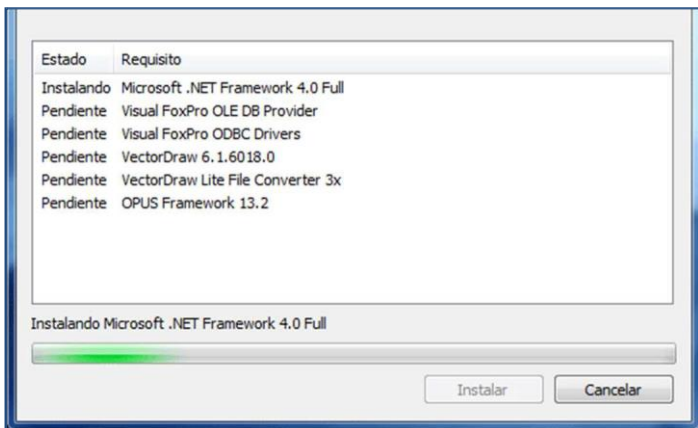 Estado Requisito
Instalando Microsoft .NET Framework 4.0 Full
Pendiente Visual FoxPro OLE DB Provider
Pendiente Visual FoxPro ODBC Drivers
Pendiente VectorDraw 6.1.6018.0
Pendiente VectorDraw Lite File Converter 3x
Pendiente OPUS Framework 13.2
Instalando Microsoft .NET Framework 4.0 Full
Instalar Cancelar